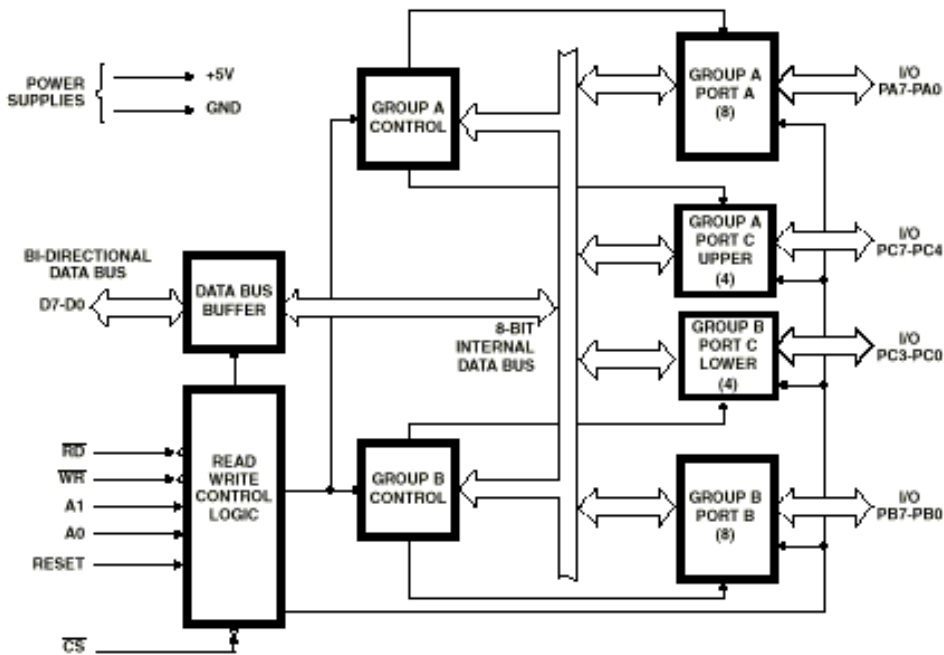 POWER
SUPPLIES
+5V
GND
GROUP A
CONTROL
GROUP A
PORT A
(8)
I/O
PA7-PA0
GROUP A
PORT C
UPPER
(4)
I/O
PC7-PC4
BI-DIRECTIONAL
DATA BUS
D7-D0
DATA BUS
BUFFER
8-BIT
INTERNAL
DATA BUS
GROUP B
PORT C
LOWER
(4)
I/O
PC3-PC0
RD
WR
A1
A0
RESET
CS
READ
WRITE
CONTROL
LOGIC
GROUP B
CONTROL
GROUP B
PORT B
(8)
I/O
PB7-PB0